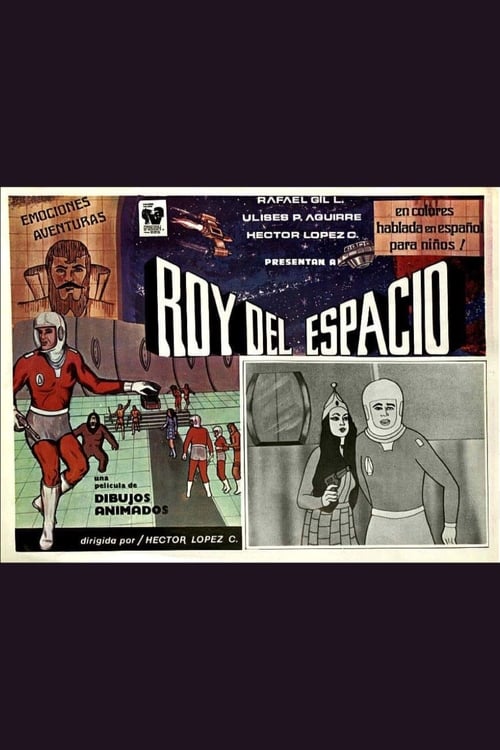 EMOCIONES
AVENTURAS
RAFAEL GIL L.
ULISES P. AGUIRRE
HECTOR LOPEZ C.
PRESENTAN A
en colores
hablada en español
para niños!
ROY DEL ESPACIO
una
película de
DIBUJOS
ANIMADOS
dirigida por / HECTOR LOPEZ C.